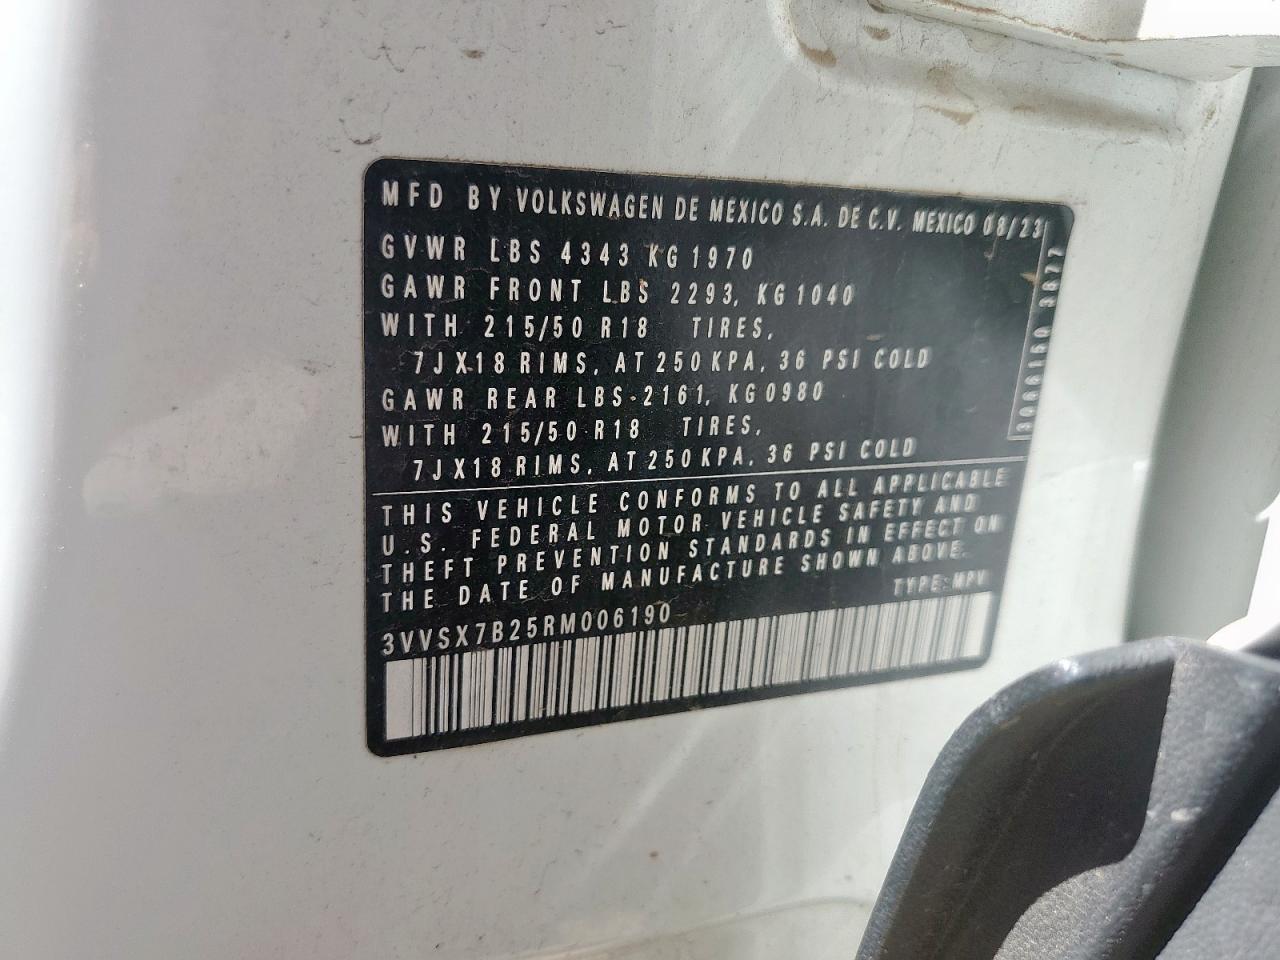 MFD BY VOLKSWAGEN DE MEXICO S.A. DE C.V. MEXICO 08/23
GVWR LBS 4343 KG 1970
GAWR FRONT LBS 2293, KG 1040
WITH 215/50 R18 TIRES,
7J X18 RIMS, AT 250 KPA, 36 PSI COLD
GAWR REAR LBS 2161, KG 0980
WITH 215/50 R18 TIRES,
7J X18 RIMS, AT 250 KPA, 36 PSI COLD
THIS VEHICLE CONFORMS TO ALL APPLICABLE
U.S. FEDERAL MOTOR VEHICLE SAFETY AND
THEFT PREVENTION STANDARDS IN EFFECT ON
THE DATE OF MANUFACTURE SHOWN ABOVE.
TYPE: MPV
3VVSX7B25RM006190